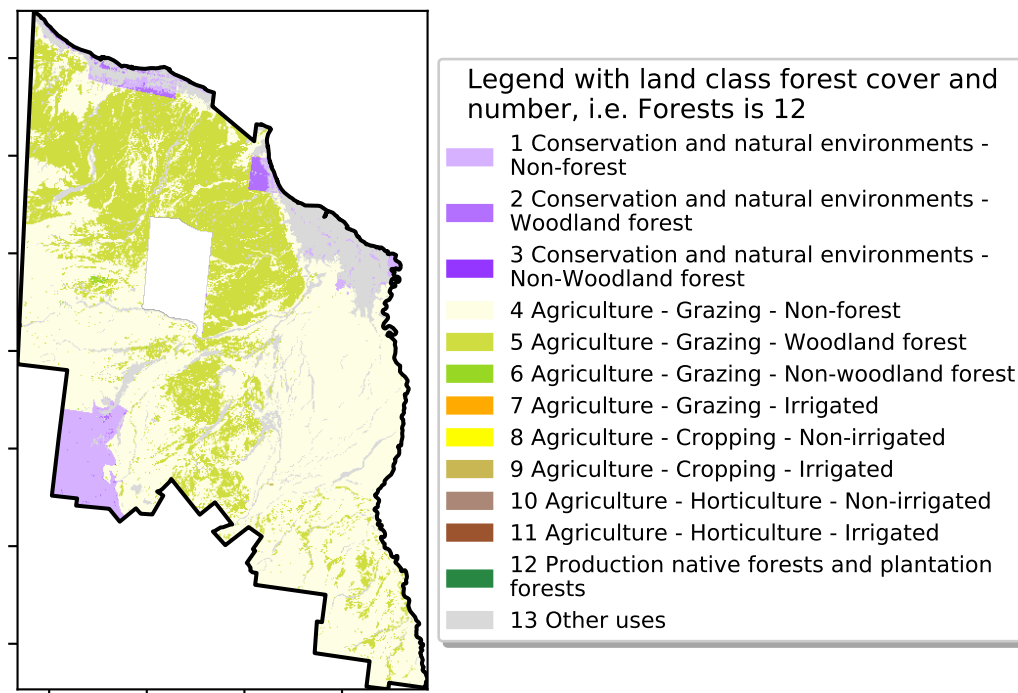 Legend with land class forest cover and
number, i.e. Forests is 12
1 Conservation and natural environments -
Non-forest
2 Conservation and natural environments -
Woodland forest
3 Conservation and natural environments -
Non-Woodland forest
4 Agriculture - Grazing - Non-forest
5 Agriculture - Grazing - Woodland forest
6 Agriculture - Grazing - Non-woodland forest
7 Agriculture - Grazing - Irrigated
8 Agriculture - Cropping - Non-irrigated
9 Agriculture - Cropping - Irrigated
10 Agriculture - Horticulture - Non-irrigated
11 Agriculture - Horticulture - Irrigated
12 Production native forests and plantation
forests
13 Other uses